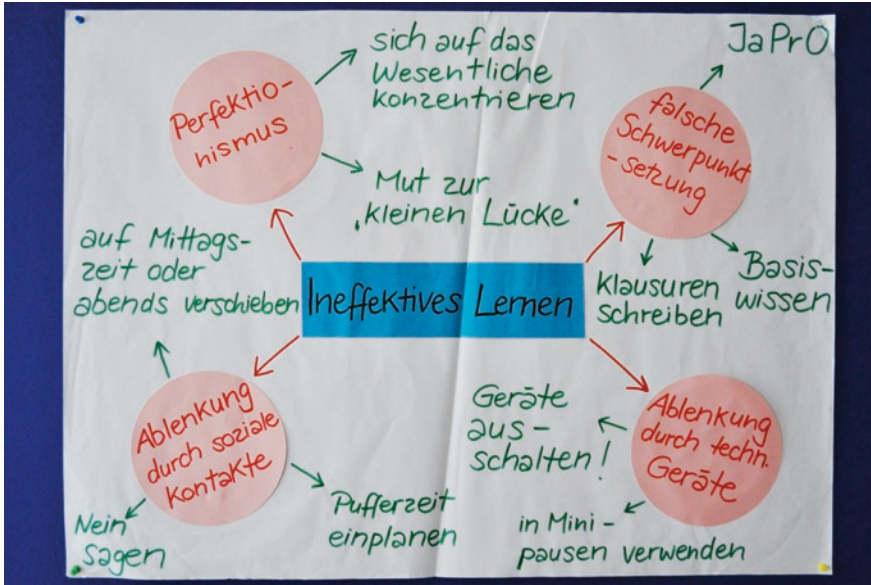 Ineffektives Lernen
Perfektio-
nismus
sich auf das
Wesentliche
konzentrieren
Mut zur
'kleinen Lücke'
falsche
Schwerpunkt
-setzung
JaPrO
Klausuren
schreiben
Basis-
wissen
Ablenkung
durch soziale
Kontakte
auf Mittags-
zeit oder
abends verschieben
Nein
sagen
Pufferzeit
einplanen
Ablenkung
durch techn.
Geräte
Geräte
aus-
schalten!
in Mini-
pausen verwenden